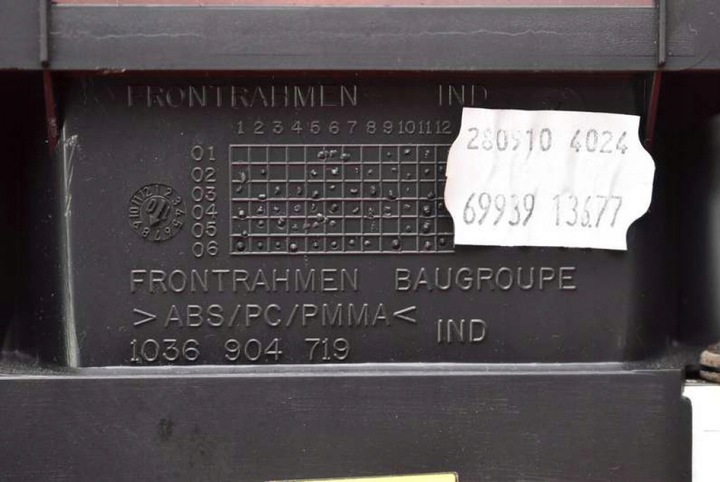 FRONTRAHMEN IND
1 2 3 4 5 6 7 8 9 10 11 12
01
02
03
04
05
06
280910 4024
69939 13677
FRONTRAHMEN BAUGROUPE
>ABS/PC/PMMA<
IND
1036 904 719